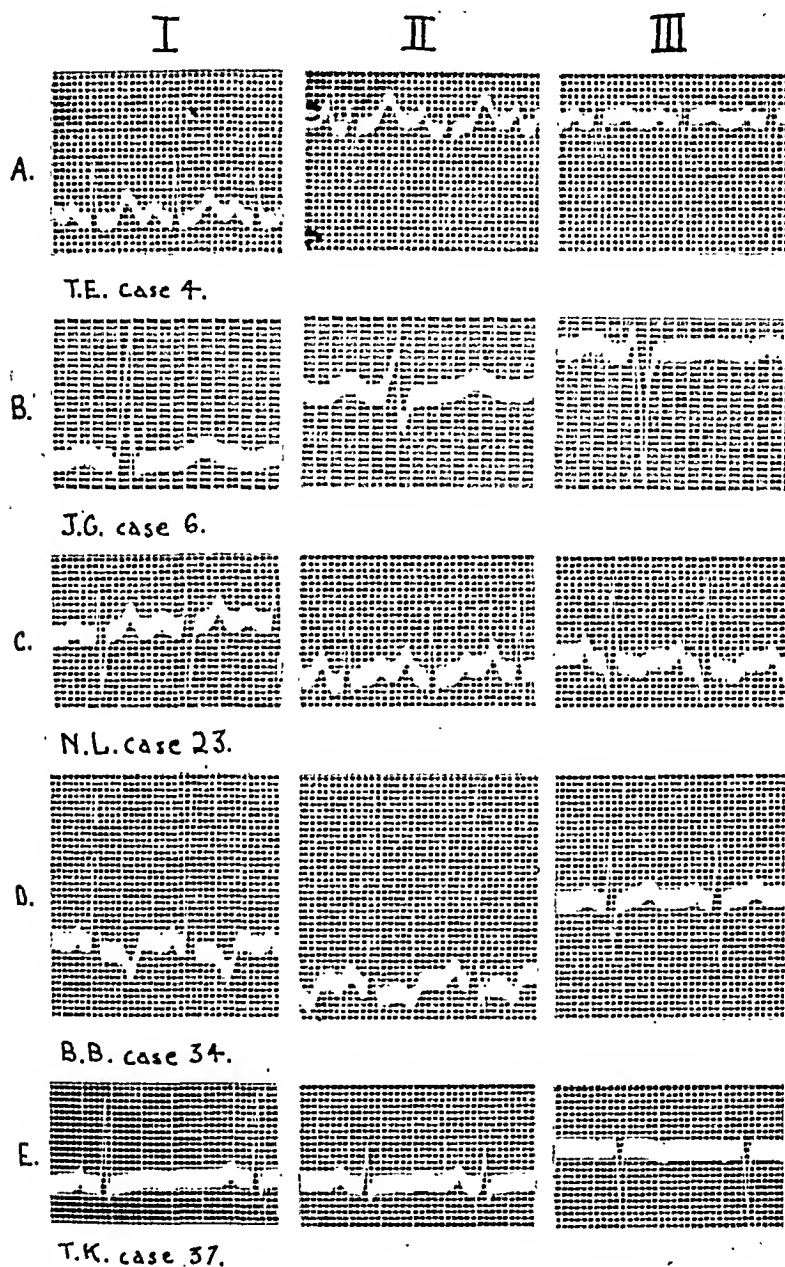 I II III
A.
T.E. case 4.
B.
J.G. case 6.
C.
N.L. case 23.
D.
B.B. case 34.
E.
T.K. case 37.